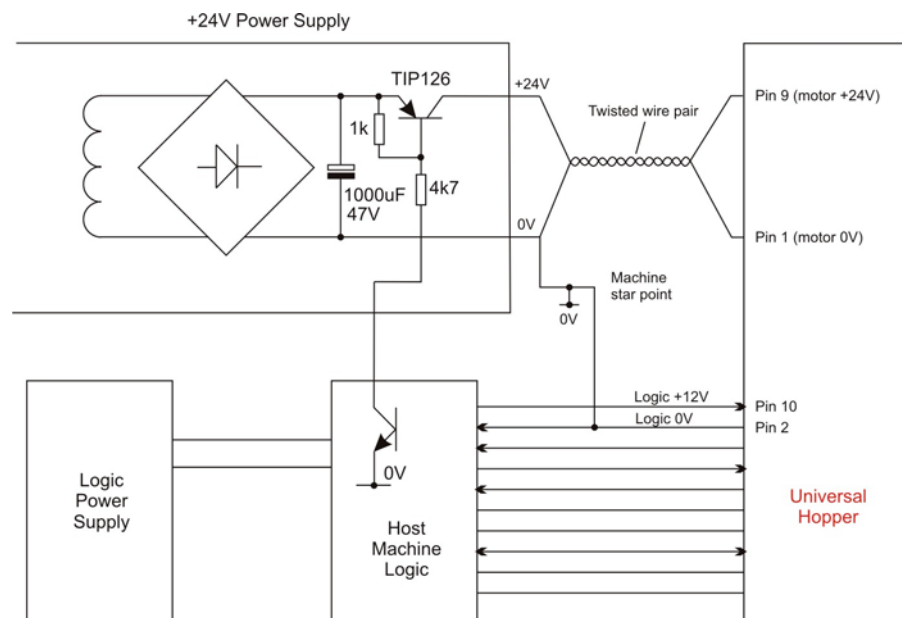 +24V Power Supply
TIP126
+24V
1k
Twisted wire pair
Pin 9 (motor +24V)
1000uF
47V
4k7
0V
Pin 1 (motor 0V)
Machine
star point
0V
Logic +12V
Pin 10
Logic 0V
Pin 2
0V
Logic
Power
Supply
Host
Machine
Logic
Universal
Hopper